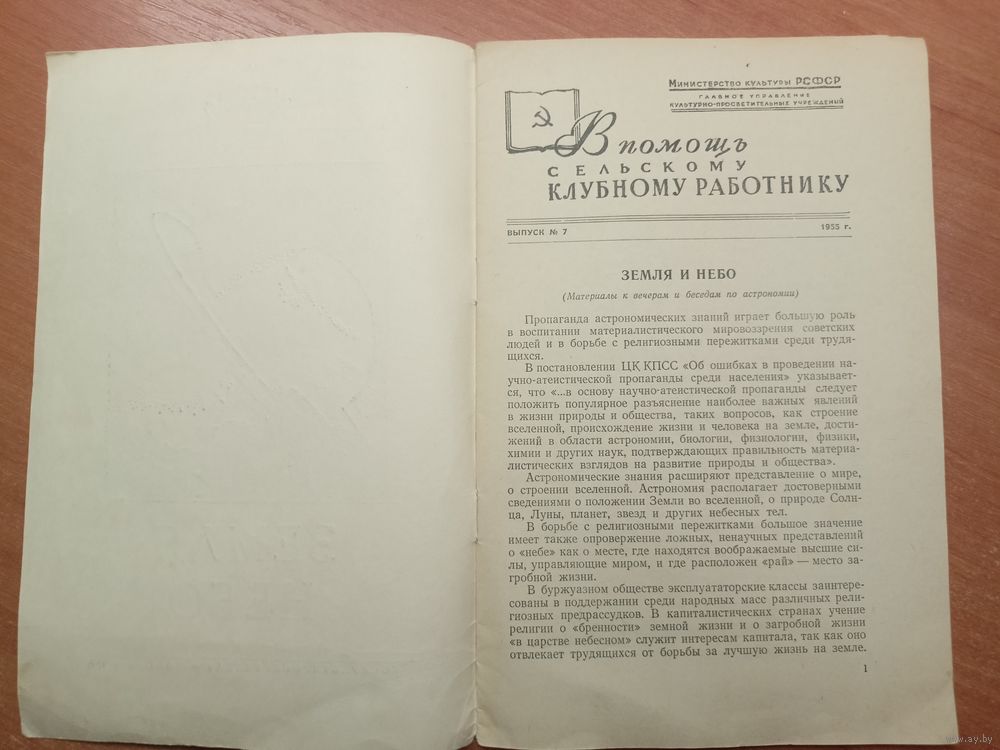 Министерство культуры РСФСР
Главное управление
культурно-просветительных учреждений
В помощь
сельскому
клубному работнику
ВЫПУСК № 7
1955 г.
ЗЕМЛЯ И НЕБО
(Материалы к вечерам и беседам по астрономии)
Пропаганда астрономических знаний играет большую роль
в воспитании материалистического мировоззрения советских
людей и в борьбе с религиозными пережитками среди трудя-
щихся.
В постановлении ЦК КПСС «Об ошибках в проведении на-
учно-атеистической пропаганды среди населения» указывает-
ся, что «...в основу научно-атеистической пропаганды следует
положить популярное разъяснение наиболее важных явлений
в жизни природы и общества, таких вопросов, как строение
вселенной, происхождение жизни и человека на земле, дости-
жений в области астрономии, биологии, физиологии, физики,
химии и других наук, подтверждающих правильность матери-
алистических взглядов на развитие природы и общества».
Астрономические знания расширяют представление о мире,
о строении вселенной. Астрономия располагает достоверными
сведениями о положении Земли во вселенной, о природе Солн-
ца, Луны, планет, звезд и других небесных тел.
В борьбе с религиозными пережитками большое значение
имеет также опровержение ложных, ненаучных представлений
о «небе» как о месте, где находятся воображаемые высшие си-
лы, управляющие миром, и где расположен «рай» — место за-
гробной жизни.
В буржуазном обществе эксплуататорские классы заинтере-
сованы в поддержании среди народных масс различных рели-
гиозных предрассудков. В капиталистических странах учение
религии о «бренности» земной жизни и о загробной жизни
«в царстве небесном» служит интересам капитала, так как оно
отвлекает трудящихся от борьбы за лучшую жизнь на земле.
1
www.ay.by